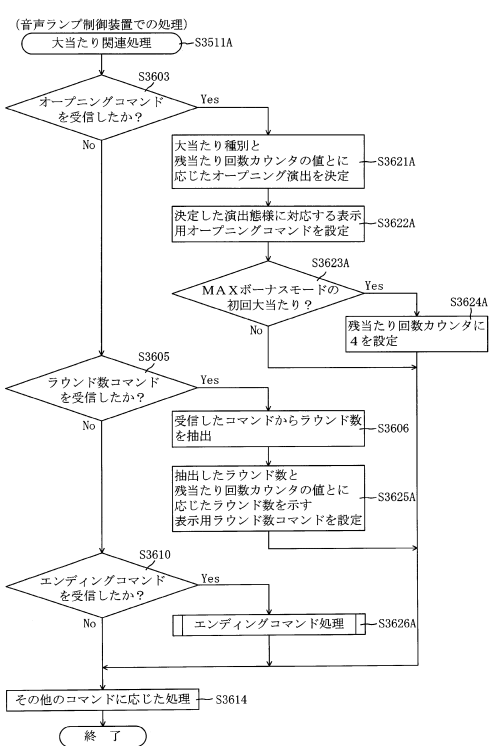 (音声ランプ制御装置での処理)
大当たり関連処理
S3511A
S3603
オープニングコマンド
を受信したか?
Yes
No
大当たり種別と
残当たり回数カウンタの値とに
応じたオープニング演出を決定
S3621A
決定した演出態様に対応する表示
用オープニングコマンドを設定
S3622A
S3623A
MAXボーナスモードの
初回大当たり?
Yes
No
S3624A
残当たり回数カウンタに
4を設定
S3605
ラウンド数コマンド
を受信したか?
Yes
No
受信したコマンドからラウンド数
を抽出
S3606
抽出したラウンド数と
残当たり回数カウンタの値とに
応じたラウンド数を示す
表示用ラウンド数コマンドを設定
S3625A
S3610
エンディングコマンド
を受信したか?
Yes
No
エンディングコマンド処理
S3626A
その他のコマンドに応じた処理
S3614
終 了